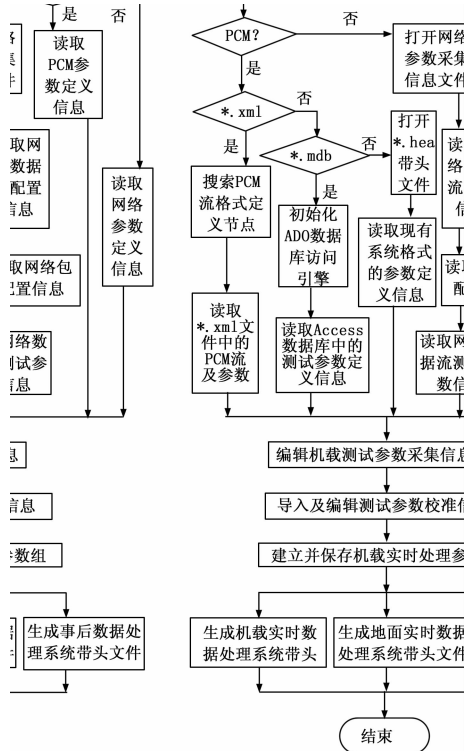 是
否
读取
PCM参
数定义
信息
读取
网络
参数
定义
信息
取网
数据
配置
信息
取网络包
配置信息
网络数
测试参
信息
息
信息
参数组
生成事后数据处
理系统带头文件
PCM?
否
是
*.xml
否
是
*.mdb
否
是
打开网络
参数采集
信息文件
打开
*.hea
带头
文件
搜索PCM
流格式定
义节点
初始化
ADO数据
库访问
引擎
读取现有
系统格式
的参数定
义信息
读取
*.xml文
件中的
PCM流
及参数
读取Access
数据库中的
测试参数定
义信息
读取网
据流测
数信
编辑机载测试参数采集信息
导入及编辑测试参数校准信
建立并保存机载实时处理参
生成机载实时数
据处理系统带头
生成地面实时数据
处理系统带头文件
结束